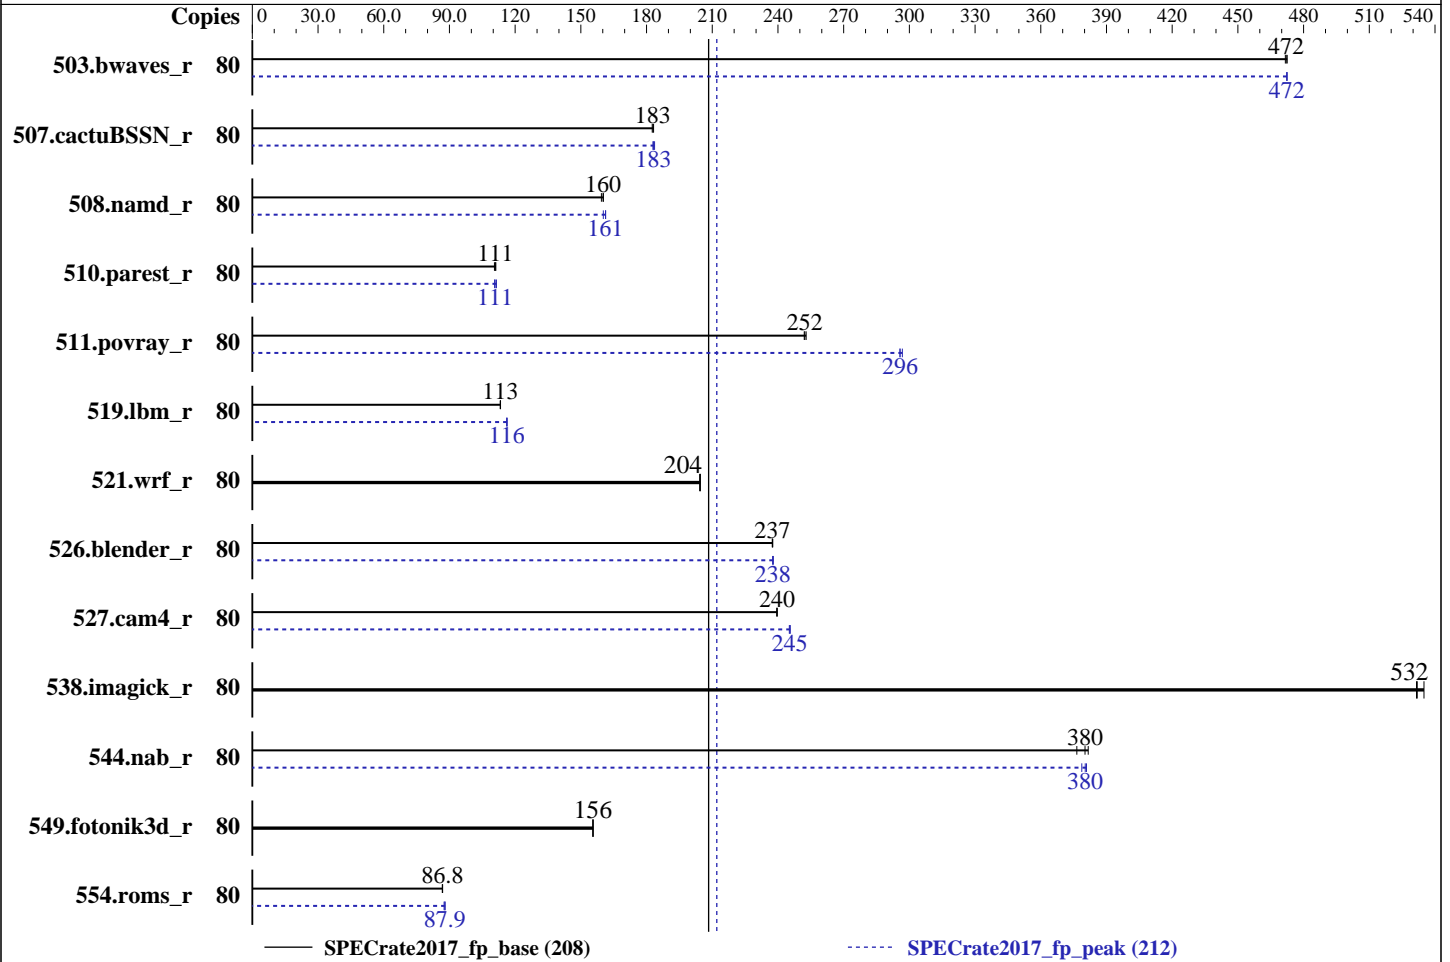 Copies 0 30.0 60.0 90.0 120 150 180 210 240 270 300 330 360 390 420 450 480 510 540
472
503.bwaves_r 80
472
183
507.cactuBSSN_r 80
183
160
508.namd_r 80
161
111
510.parest_r 80
111
252
511.povray_r 80
296
113
519.lbm_r 80
116
204
521.wrf_r 80
237
526.blender_r 80
238
240
527.cam4_r 80
245
532
538.imagick_r 80
380
544.nab_r 80
380
156
549.fotonik3d_r 80
86.8
554.roms_r 80
87.9
SPECrate2017_fp_base (208) SPECrate2017_fp_peak (212)